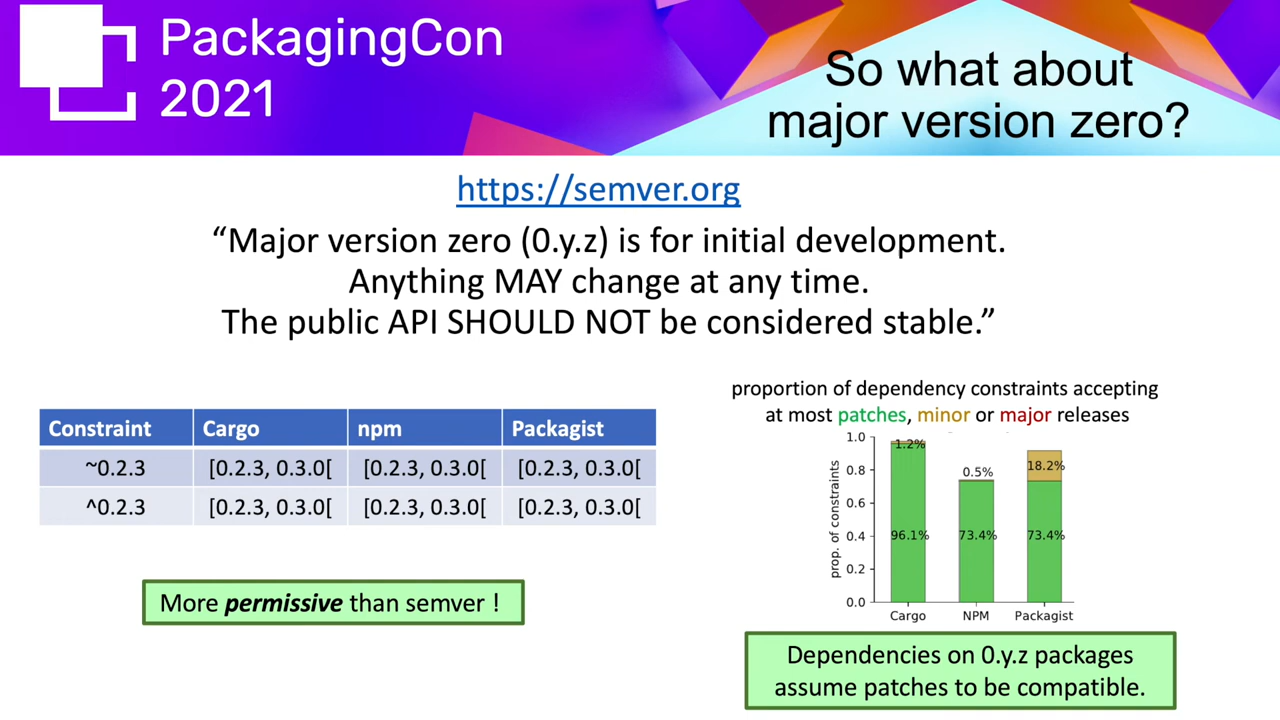 PackagingCon
2021
So what about
major version zero?
https://semver.org
“Major version zero (0.y.z) is for initial development.
Anything MAY change at any time.
The public API SHOULD NOT be considered stable.”
Constraint Cargo npm Packagist
~0.2.3 [0.2.3, 0.3.0[ [0.2.3, 0.3.0[ [0.2.3, 0.3.0[
^0.2.3 [0.2.3, 0.3.0[ [0.2.3, 0.3.0[ [0.2.3, 0.3.0[
More permissive than semver !
proportion of dependency constraints accepting
at most patches, minor or major releases
prop. of constraints
1.0
0.8
0.6
0.4
0.2
0.0
1.2%
0.5%
18.2%
96.1%
73.4%
73.4%
Cargo NPM Packagist
Dependencies on 0.y.z packages
assume patches to be compatible.